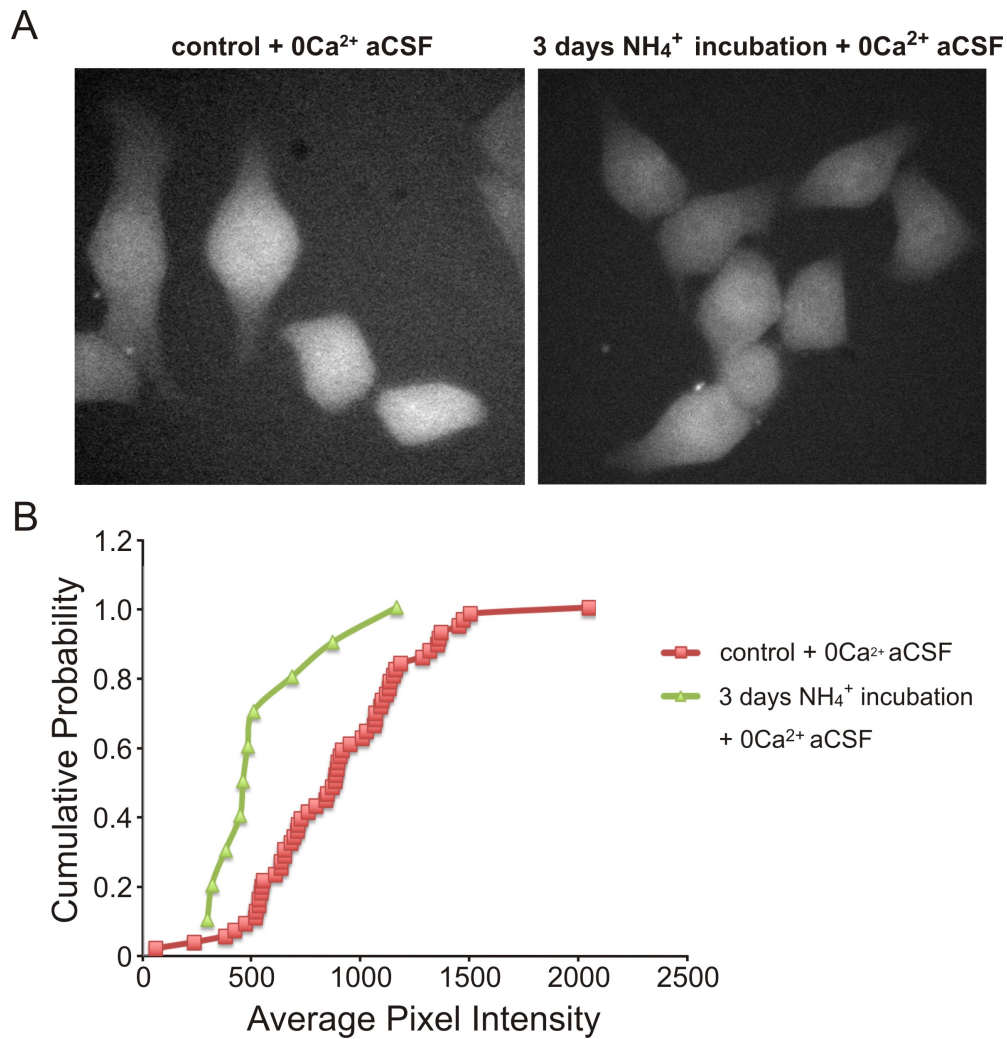 A
control + 0Ca²⁺ aCSF
3 days NH₄⁺ incubation + 0Ca²⁺ aCSF
B
1.2
1.0
0.8
0.6
0.4
0.2
0
Cumulative Probability
0 500 1000 1500 2000 2500
Average Pixel Intensity
control + 0Ca²⁺ aCSF
3 days NH₄⁺ incubation
+ 0Ca²⁺ aCSF